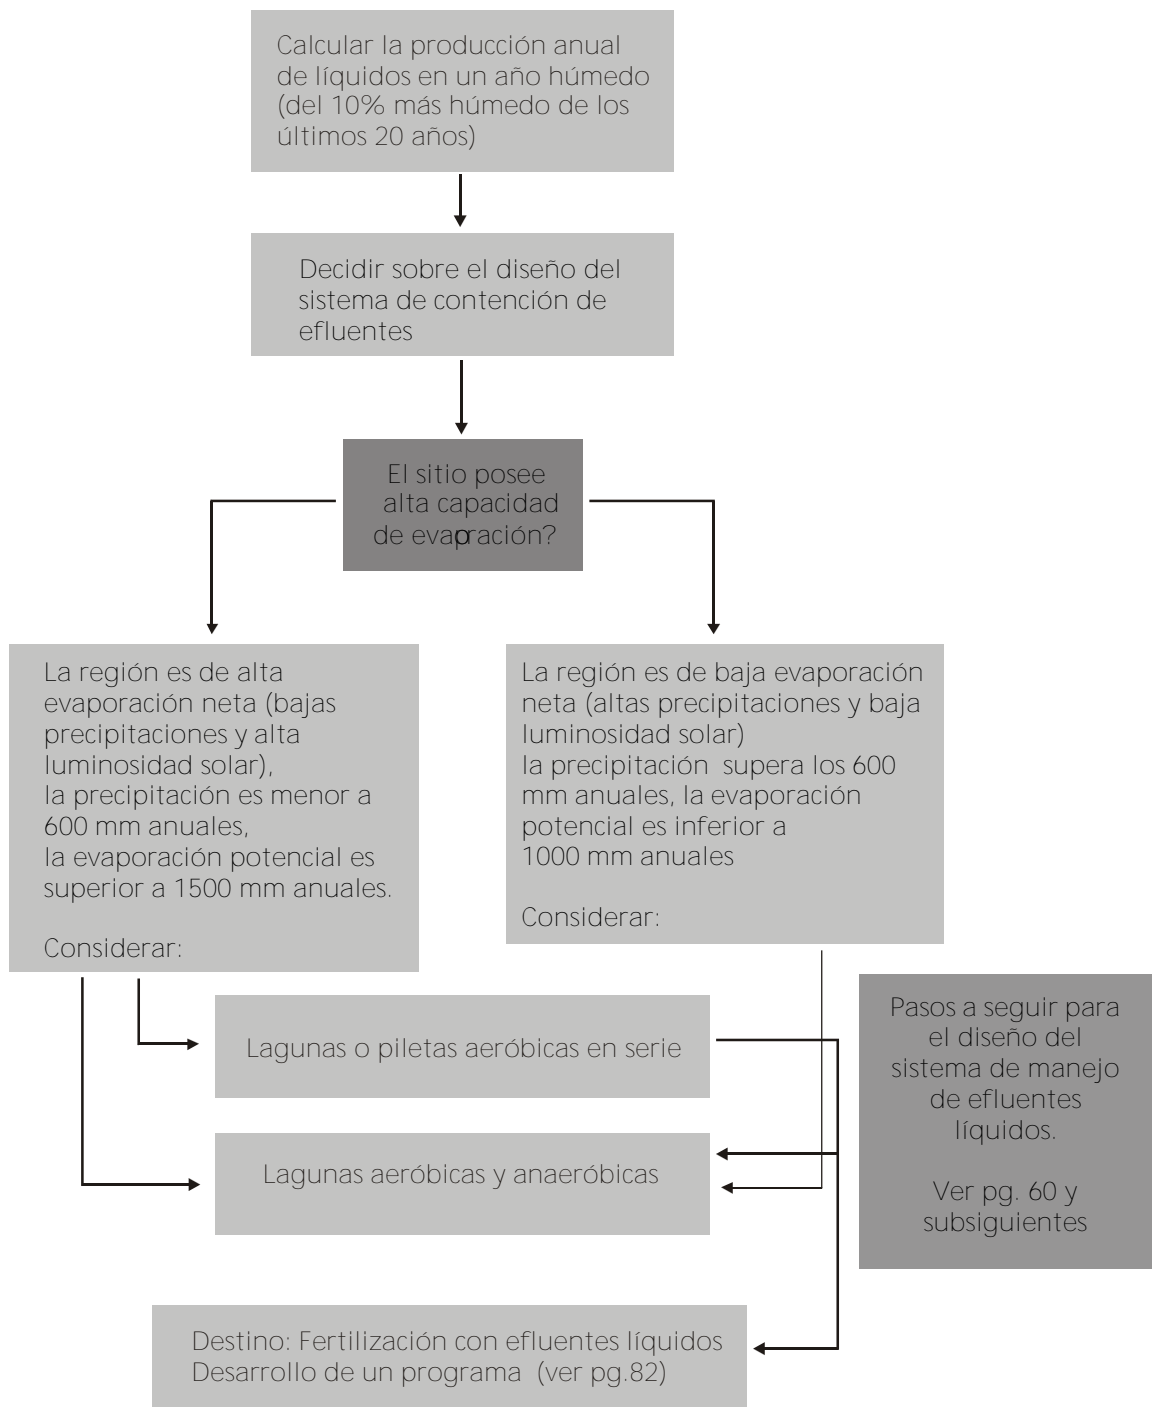 Calcular la producción anual
de líquidos en un año húmedo
(del 10% más húmedo de los
últimos 20 años)
Decidir sobre el diseño del
sistema de contención de
efluentes
El sitio posee
alta capacidad
de evapración?
La región es de alta
evaporación neta (bajas
precipitaciones y alta
luminosidad solar),
la precipitación es menor a
600 mm anuales,
la evaporación potencial es
superior a 1500 mm anuales.
Considerar:
La región es de baja evaporación
neta (altas precipitaciones y baja
luminosidad solar)
la precipitación supera los 600
mm anuales, la evaporación
potencial es inferior a
1000 mm anuales
Considerar:
Lagunas o piletas aeróbicas en serie
Lagunas aeróbicas y anaeróbicas
Pasos a seguir para
el diseño del
sistema de manejo
de efluentes
líquidos.
Ver pg. 60 y
subsiguientes
Destino: Fertilización con efluentes líquidos
Desarrollo de un programa (ver pg.82)